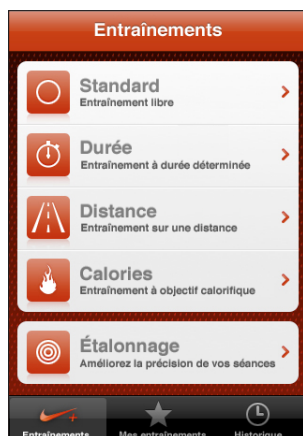 Entraînements
Standard
Entraînement libre
Durée
Entraînement à durée déterminée
Distance
Entraînement sur une distance
Calories
Entraînement à objectif calorifique
Étalonnage
Améliorez la précision de vos séances
Entraînements
Mes entraînements
Historique